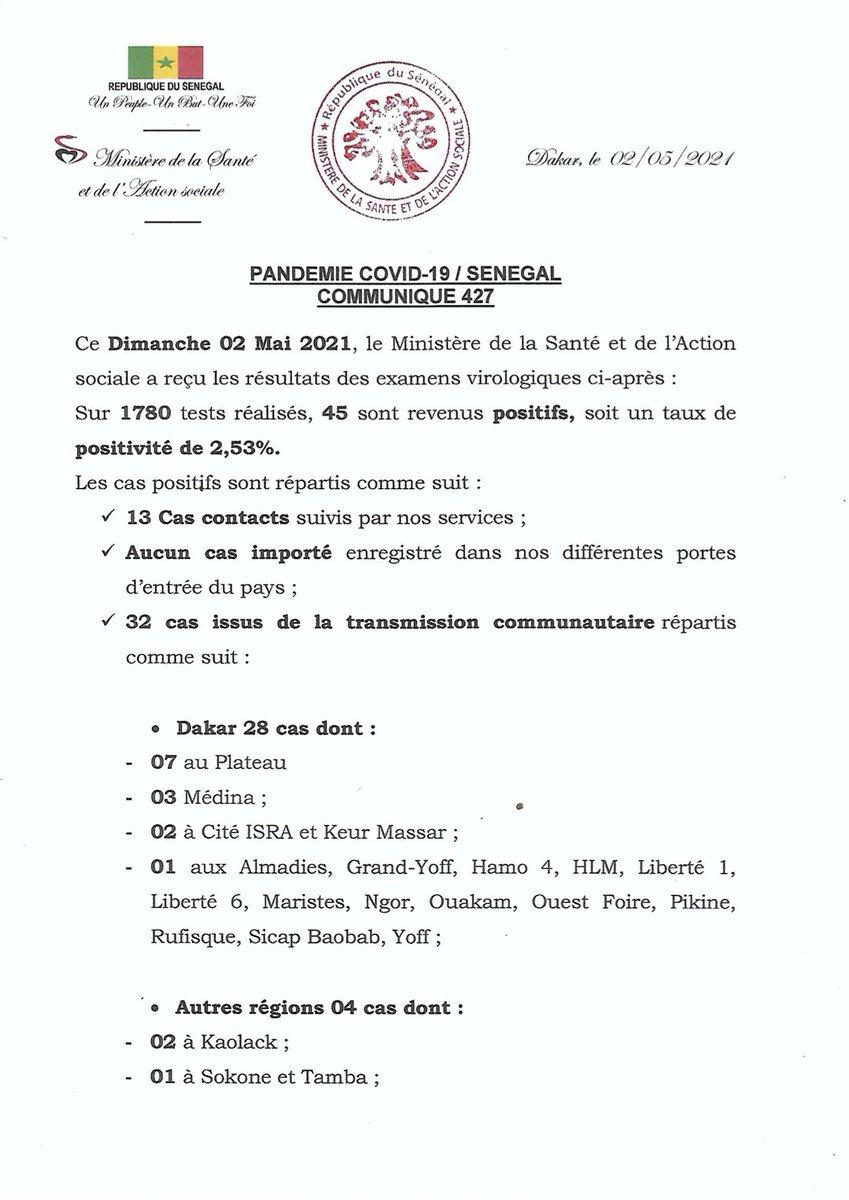 REPUBLIQUE DU SENEGAL
Un Peuple-Un But-Une Foi
Ministère de la Santé
et de l'Action sociale
★ République du Sénégal ★
MINISTÈRE DE LA SANTE ET DE L'ACTION SOCIALE
Dakar, le 02/05/2021
PANDEMIE COVID-19 / SENEGAL
COMMUNIQUE 427
Ce Dimanche 02 Mai 2021, le Ministère de la Santé et de l'Action
sociale a reçu les résultats des examens virologiques ci-après :
Sur 1780 tests réalisés, 45 sont revenus positifs, soit un taux de
positivité de 2,53%.
Les cas positifs sont répartis comme suit :
✓ 13 Cas contacts suivis par nos services ;
✓ Aucun cas importé enregistré dans nos différentes portes
d'entrée du pays ;
✓ 32 cas issus de la transmission communautaire répartis
comme suit :
• Dakar 28 cas dont :
- 07 au Plateau
- 03 Médina ;
- 02 à Cité ISRA et Keur Massar ;
- 01 aux Almadies, Grand-Yoff, Hamo 4, HLM, Liberté 1,
Liberté 6, Maristes, Ngor, Ouakam, Ouest Foire, Pikine,
Rufisque, Sicap Baobab, Yoff ;
• Autres régions 04 cas dont :
- 02 à Kaolack ;
- 01 à Sokone et Tamba ;